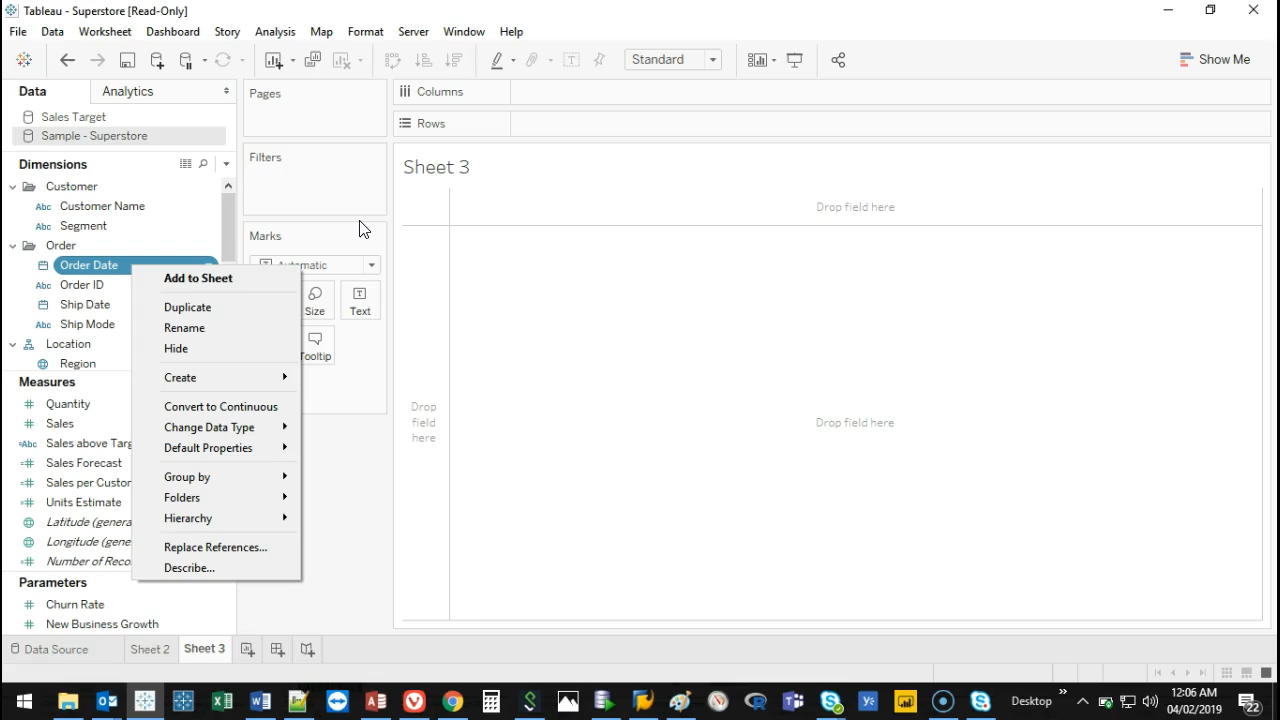 Tableau - Superstore [Read-Only]
File Data Worksheet Dashboard Story Analysis Map Format Server Window Help
Standard
Show Me
Data Analytics
Sales Target
Sample - Superstore
Dimensions
Customer
Abc Customer Name
Abc Segment
Order
Order Date
Abc Order ID
Ship Date
Abc Ship Mode
Location
Region
Measures
Quantity
Sales
=Abc Sales above Targ
Sales Forecast
Sales per Custor
Units Estimate
Latitude (genera
Longitude (gene
Number of Reco
Parameters
Churn Rate
New Business Growth
Add to Sheet
Duplicate
Rename
Hide
Create
Convert to Continuous
Change Data Type
Default Properties
Group by
Folders
Hierarchy
Replace References...
Describe...
Pages
Filters
Marks
Automatic
Size Text
Tooltip
Columns
Rows
Sheet 3
Drop field here
Drop
field
here
Drop field here
Data Source Sheet 2 Sheet 3
Desktop
12:06 AM
04/02/2019
22